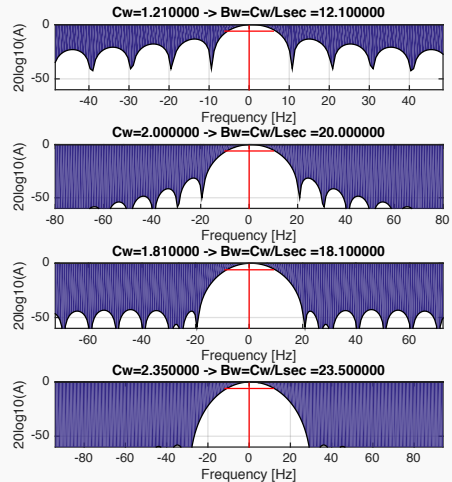 Cw=1.210000 -> Bw=Cw/Lsec =12.100000
20log10(A)
0
-50
-40 -30 -20 -10 0 10 20 30 40
Frequency [Hz]
Cw=2.000000 -> Bw=Cw/Lsec =20.000000
20log10(A)
0
-50
-80 -60 -40 -20 0 20 40 60 80
Frequency [Hz]
Cw=1.810000 -> Bw=Cw/Lsec =18.100000
20log10(A)
0
-50
-60 -40 -20 0 20 40 60
Frequency [Hz]
Cw=2.350000 -> Bw=Cw/Lsec =23.500000
20log10(A)
0
-50
-80 -60 -40 -20 0 20 40 60 80
Frequency [Hz]